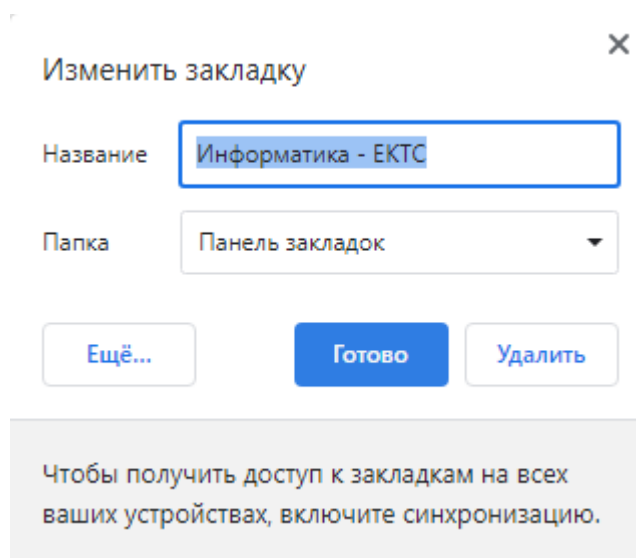 Изменить закладку
Название
Информатика - ЕКТС
Папка
Панель закладок
Ещё...
Готово
Удалить
Чтобы получить доступ к закладкам на всех
ваших устройствах, включите синхронизацию.